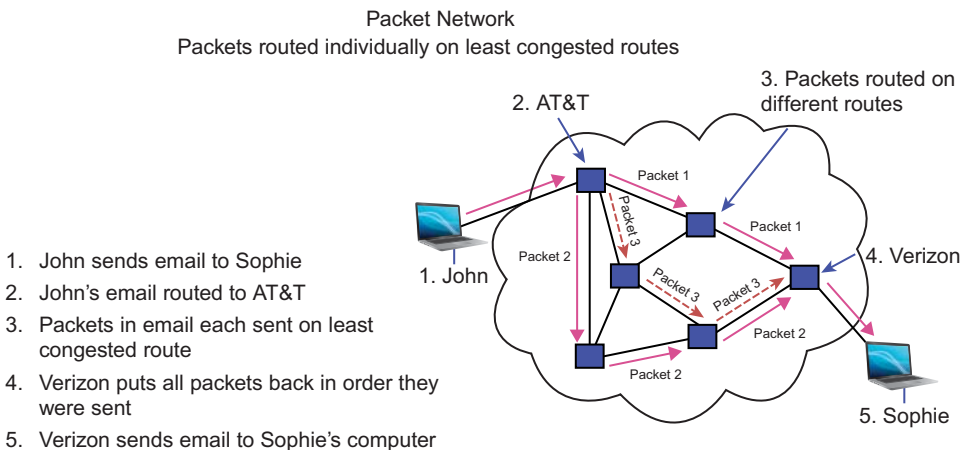 Packet Network
Packets routed individually on least congested routes
3. Packets routed on
different routes
2. AT&T
Packet 1
Packet 3
Packet 1
Packet 2
4. Verizon
1. John
Packet 3
Packet 3
Packet 2
Packet 2
5. Sophie
1. John sends email to Sophie
2. John's email routed to AT&T
3. Packets in email each sent on least
congested route
4. Verizon puts all packets back in order they
were sent
5. Verizon sends email to Sophie's computer